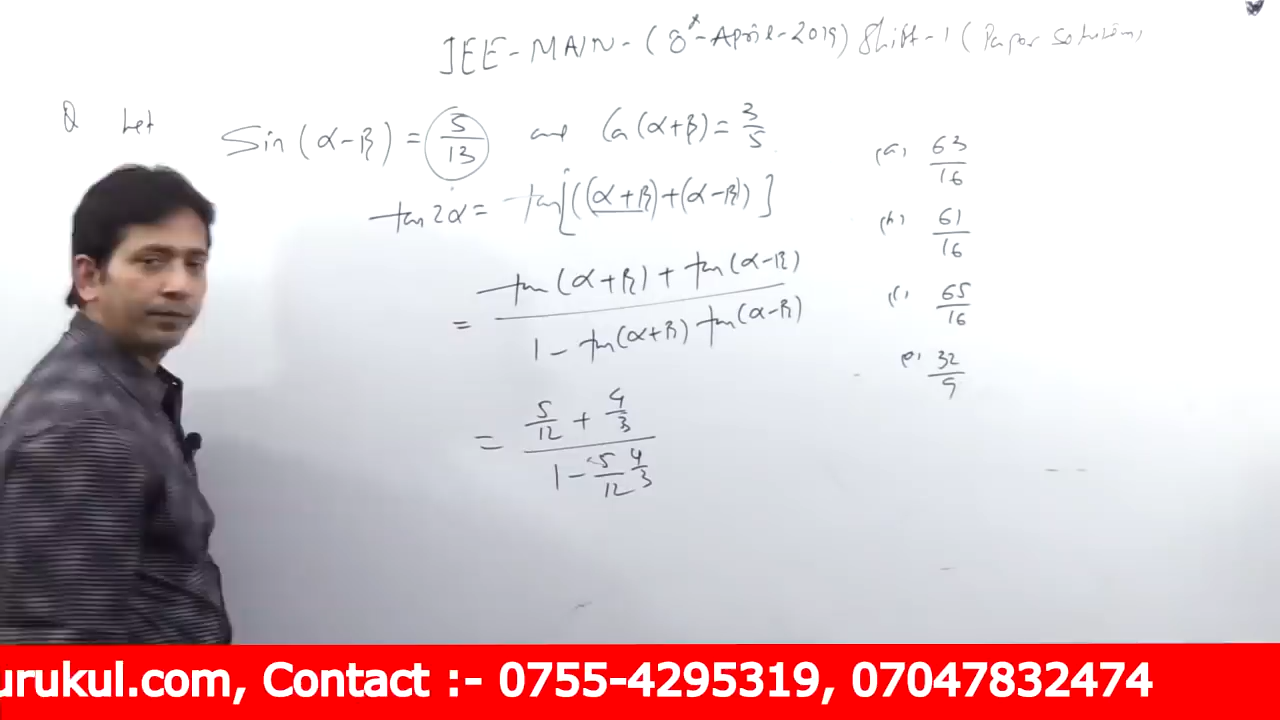 JEE-MAIN-(8-April-2019) Shift-1 (Paper solution)
Q Let Sin(α-β) = 5/13 and Cos(α+β) = 3/5
tan 2α = tan[((α+β)+(α-β))]
= tan(α+β) + tan(α-β) / 1 - tan(α+β) tan(α-β)
= 5/12 + 4/3 / 1 - 5/12 4/3
(a) 63/16
(b) 61/16
(c) 65/16
(d) 32/9
urukul.com, Contact :- 0755-4295319, 07047832474